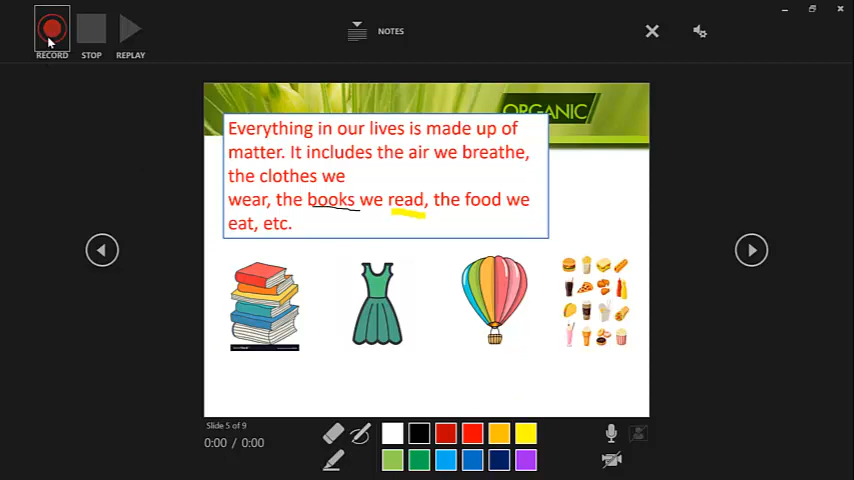 RECORD
STOP
REPLAY
NOTES
ORGANIC
Everything in our lives is made up of
matter. It includes the air we breathe,
the clothes we
wear, the books we read, the food we
eat, etc.
Slide 5 of 9
0:00 / 0:00